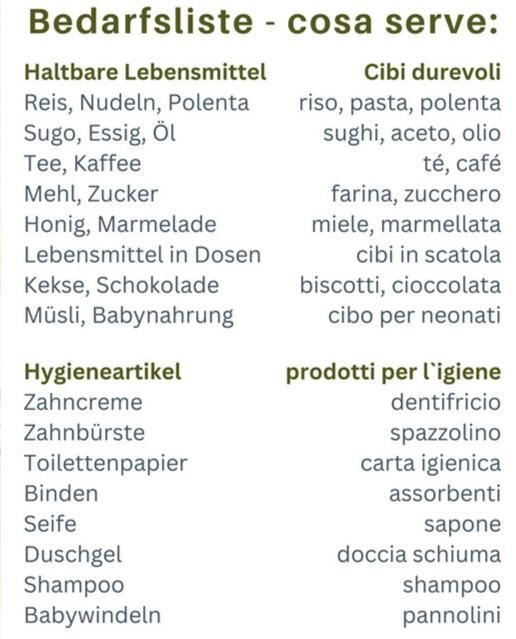 Bedarfsliste - cosa serve:
Haltbare Lebensmittel Cibi durevoli
Reis, Nudeln, Polenta riso, pasta, polenta
Sugo, Essig, Öl sughi, aceto, olio
Tee, Kaffee té, café
Mehl, Zucker farina, zucchero
Honig, Marmelade miele, marmellata
Lebensmittel in Dosen cibi in scatola
Kekse, Schokolade biscotti, cioccolata
Müsli, Babynahrung cibo per neonati
Hygieneartikel prodotti per l`igiene
Zahncreme dentifricio
Zahnbürste spazzolino
Toilettenpapier carta igienica
Binden assorbenti
Seife sapone
Duschgel doccia schiuma
Shampoo shampoo
Babywindeln pannolini